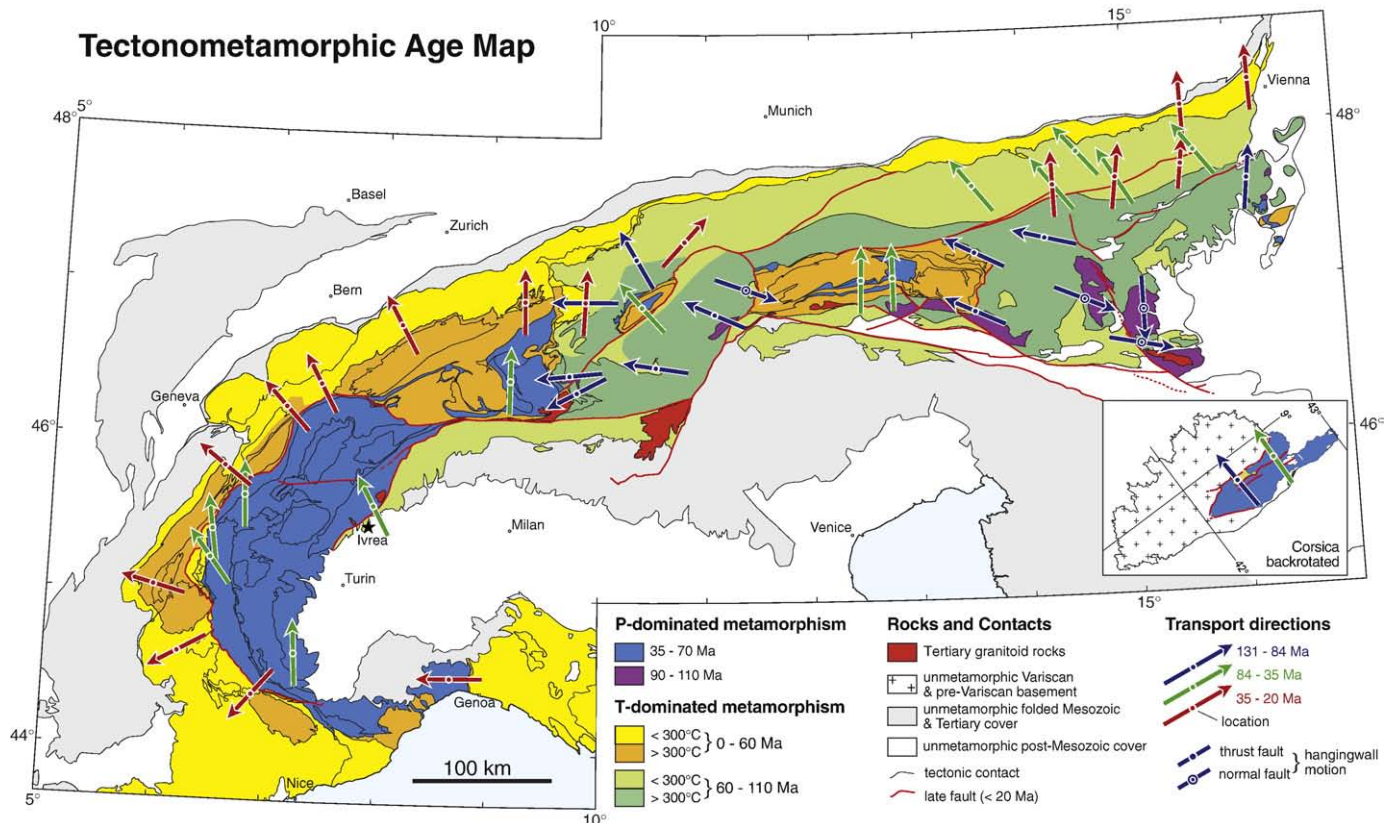 Tectonometamorphic Age Map
10°
15°
48°
5°
Vienna
Munich
48°
Basel
Zurich
Bern
Geneva
46°
46°
9°
43°
42°
Corsica
backrotated
Milan
Venice
Ivrea
Turin
15°
Genoa
44°
Nice
100 km
5°
10°
P-dominated metamorphism
35 - 70 Ma
90 - 110 Ma
T-dominated metamorphism
< 300°C
> 300°C
} 0 - 60 Ma
< 300°C
> 300°C
} 60 - 110 Ma
Rocks and Contacts
Tertiary granitoid rocks
unmetamorphic Variscan
& pre-Variscan basement
unmetamorphic folded Mesozoic
& Tertiary cover
unmetamorphic post-Mesozoic cover
tectonic contact
late fault (< 20 Ma)
Transport directions
131 - 84 Ma
84 - 35 Ma
35 - 20 Ma
location
thrust fault
normal fault
} hangingwall
motion